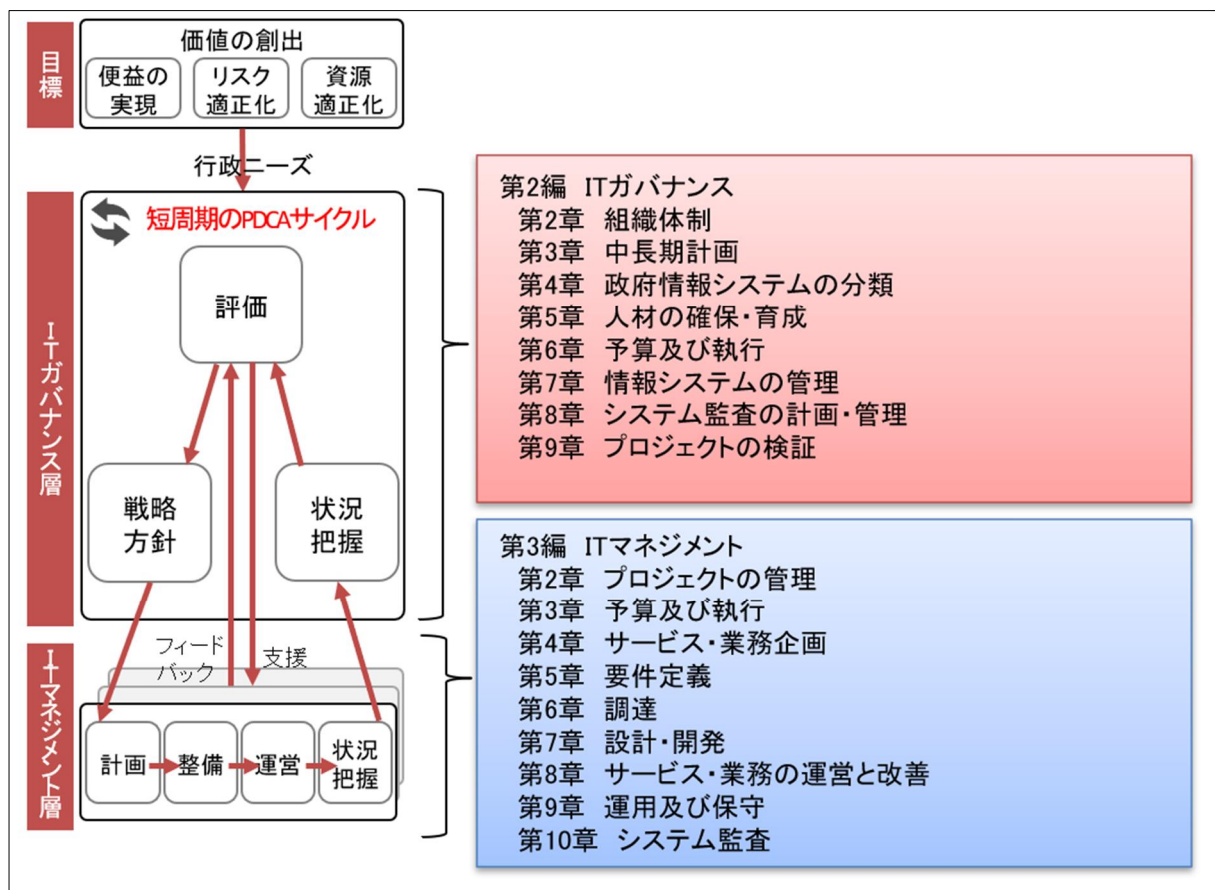 目標
価値の創出
便益の
実現
リスク
適正化
資源
適正化
行政ニーズ
ITガバナンス層
短周期のPDCAサイクル
評価
戦略
方針
状況
把握
ITマネジメント層
フィード
バック
支援
計画
整備
運営
状況
把握
第2編 ITガバナンス
第2章 組織体制
第3章 中長期計画
第4章 政府情報システムの分類
第5章 人材の確保・育成
第6章 予算及び執行
第7章 情報システムの管理
第8章 システム監査の計画・管理
第9章 プロジェクトの検証
第3編 ITマネジメント
第2章 プロジェクトの管理
第3章 予算及び執行
第4章 サービス・業務企画
第5章 要件定義
第6章 調達
第7章 設計・開発
第8章 サービス・業務の運営と改善
第9章 運用及び保守
第10章 システム監査